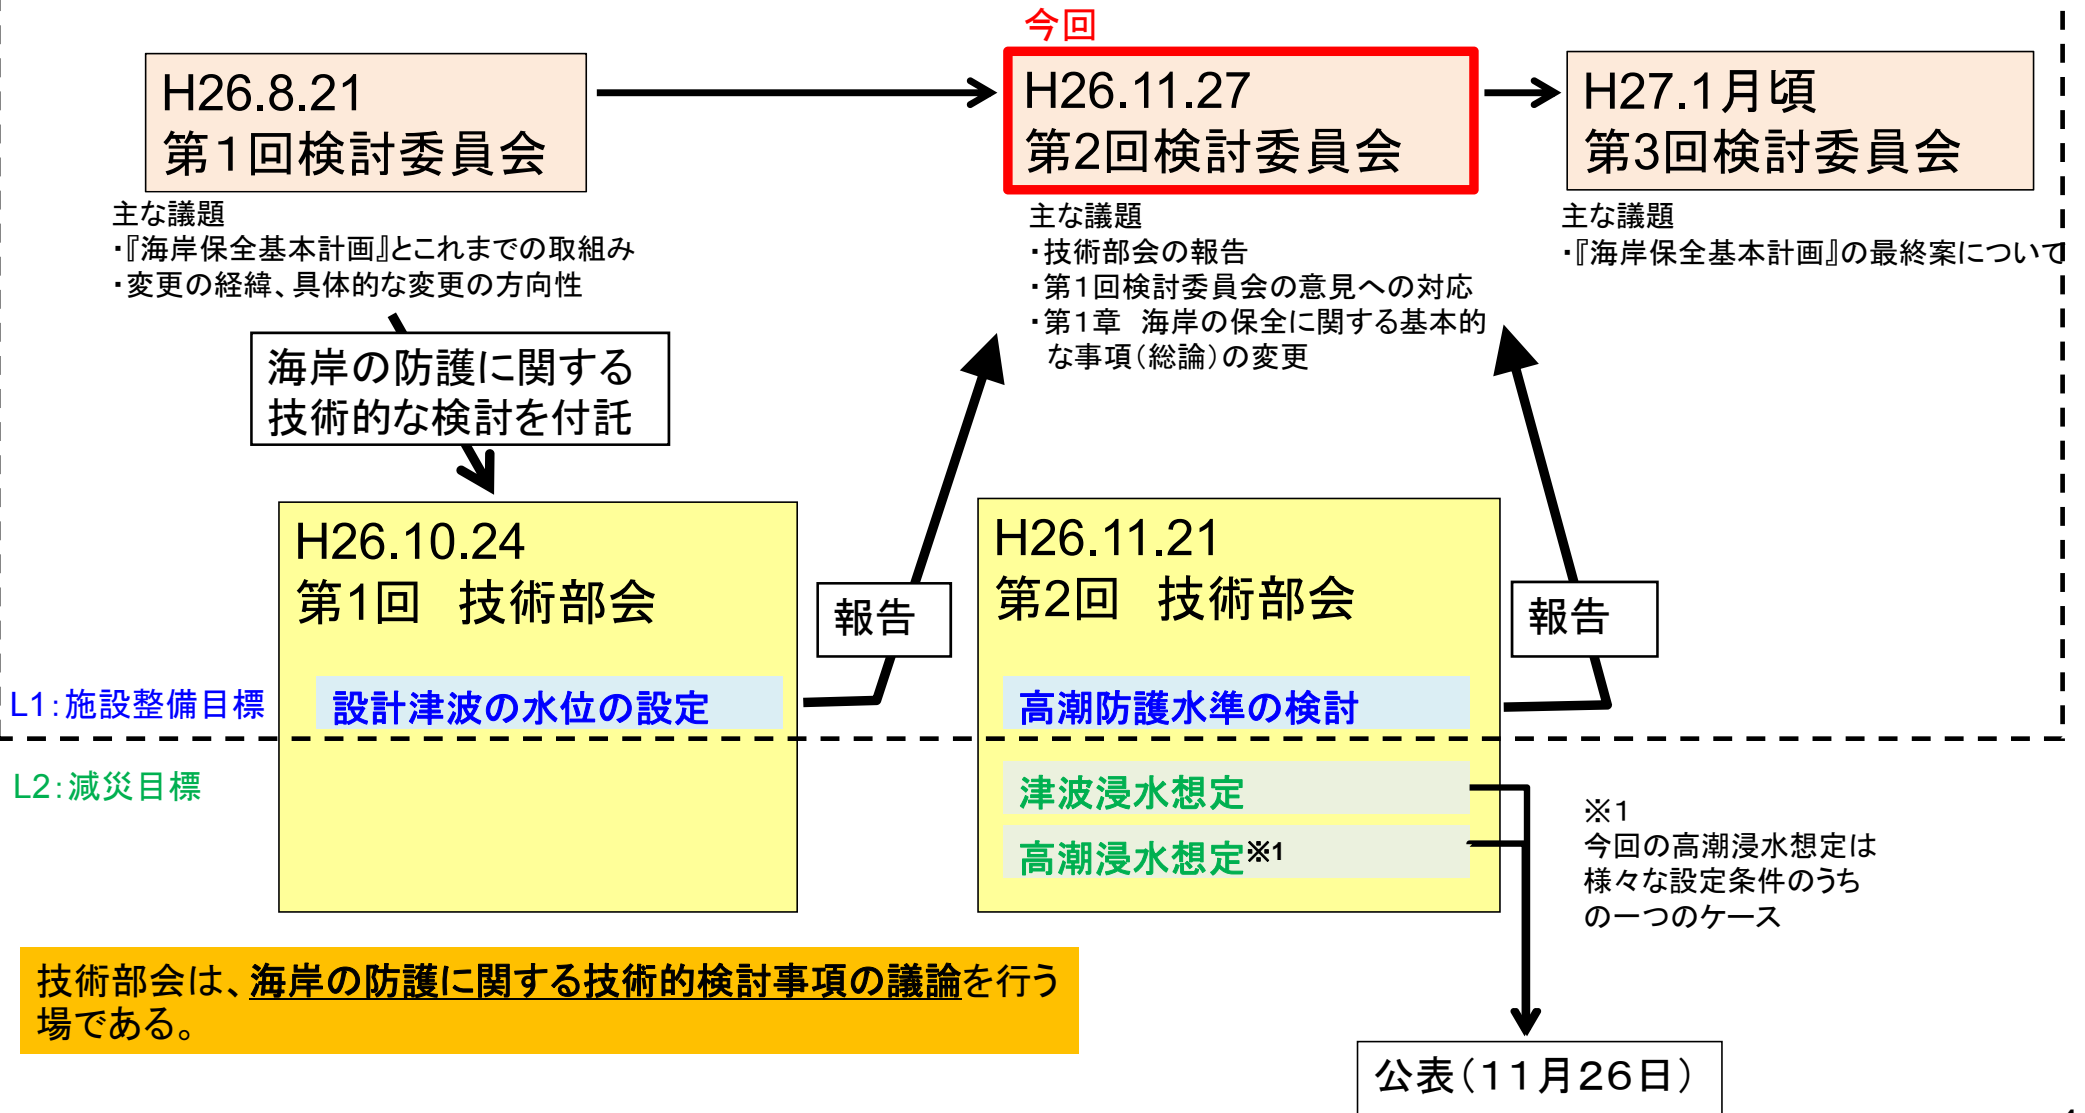 今回
H26.8.21
第１回検討委員会
主な議題
・『海岸保全基本計画』とこれまでの取組み
・変更の経緯、具体的な変更の方向性
H26.11.27
第2回検討委員会
主な議題
・技術部会の報告
・第１回検討委員会の意見への対応
・第１章　海岸の保全に関する基本的
な事項（総論）の変更
H27.1月頃
第3回検討委員会
主な議題
・『海岸保全基本計画』の最終案について
海岸の防護に関する
技術的な検討を付託
H26.10.24
第1回　技術部会
設計津波の水位の設定
報告
H26.11.21
第2回　技術部会
高潮防護水準の検討
津波浸水想定
高潮浸水想定※1
報告
L1：施設整備目標
L2：減災目標
※１
今回の高潮浸水想定は
様々な設定条件のうち
の一つのケース
技術部会は、海岸の防護に関する技術的検討事項の議論を行う
場である。
公表（１１月２６日）